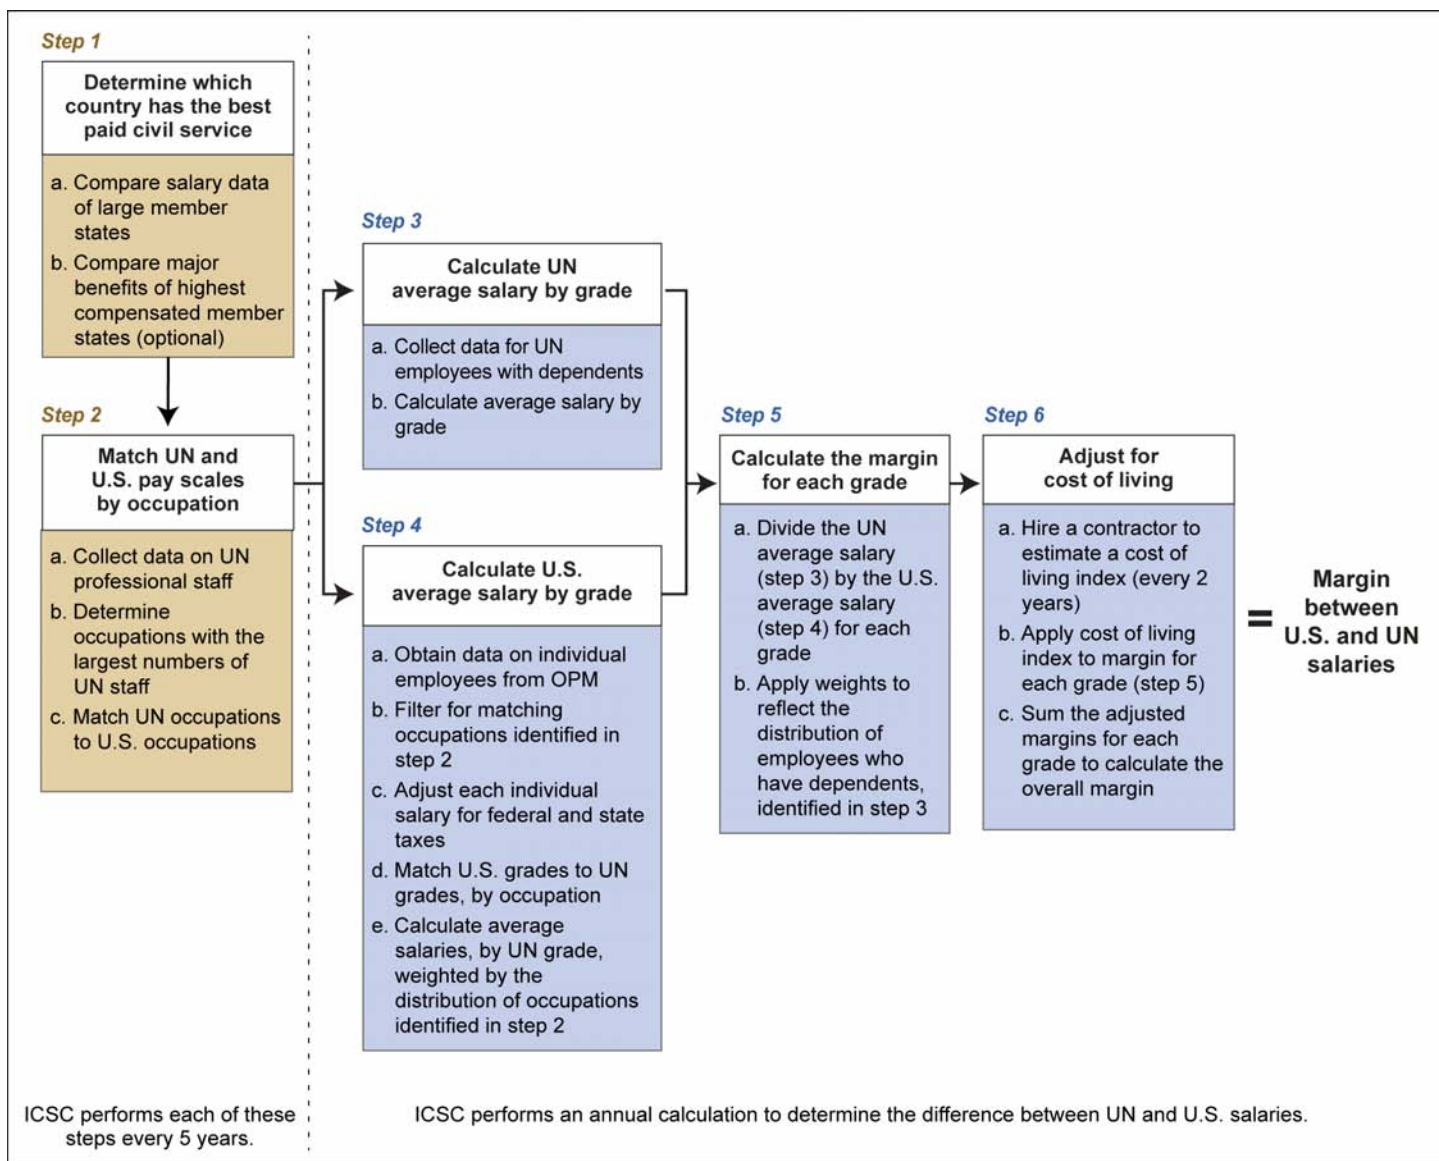 Step 1
Determine which
country has the best
paid civil service
a. Compare salary data
of large member
states
b. Compare major
benefits of highest
compensated member
states (optional)
Step 2
Match UN and
U.S. pay scales
by occupation
a. Collect data on UN
professional staff
b. Determine
occupations with the
largest numbers of
UN staff
c. Match UN occupations
to U.S. occupations
ICSC performs each of these
steps every 5 years.
Step 3
Calculate UN
average salary by grade
a. Collect data for UN
employees with dependents
b. Calculate average salary by
grade
Step 4
Calculate U.S.
average salary by grade
a. Obtain data on individual
employees from OPM
b. Filter for matching
occupations identified in
step 2
c. Adjust each individual
salary for federal and state
taxes
d. Match U.S. grades to UN
grades, by occupation
e. Calculate average
salaries, by UN grade,
weighted by the
distribution of occupations
identified in step 2
Step 5
Calculate the margin
for each grade
a. Divide the UN
average salary
(step 3) by the U.S.
average salary
(step 4) for each
grade
b. Apply weights to
reflect the
distribution of
employees who
have dependents,
identified in step 3
Step 6
Adjust for
cost of living
a. Hire a contractor to
estimate a cost of
living index (every 2
years)
b. Apply cost of living
index to margin for
each grade (step 5)
c. Sum the adjusted
margins for each
grade to calculate the
overall margin
=
Margin
between
U.S. and UN
salaries
ICSC performs an annual calculation to determine the difference between UN and U.S. salaries.